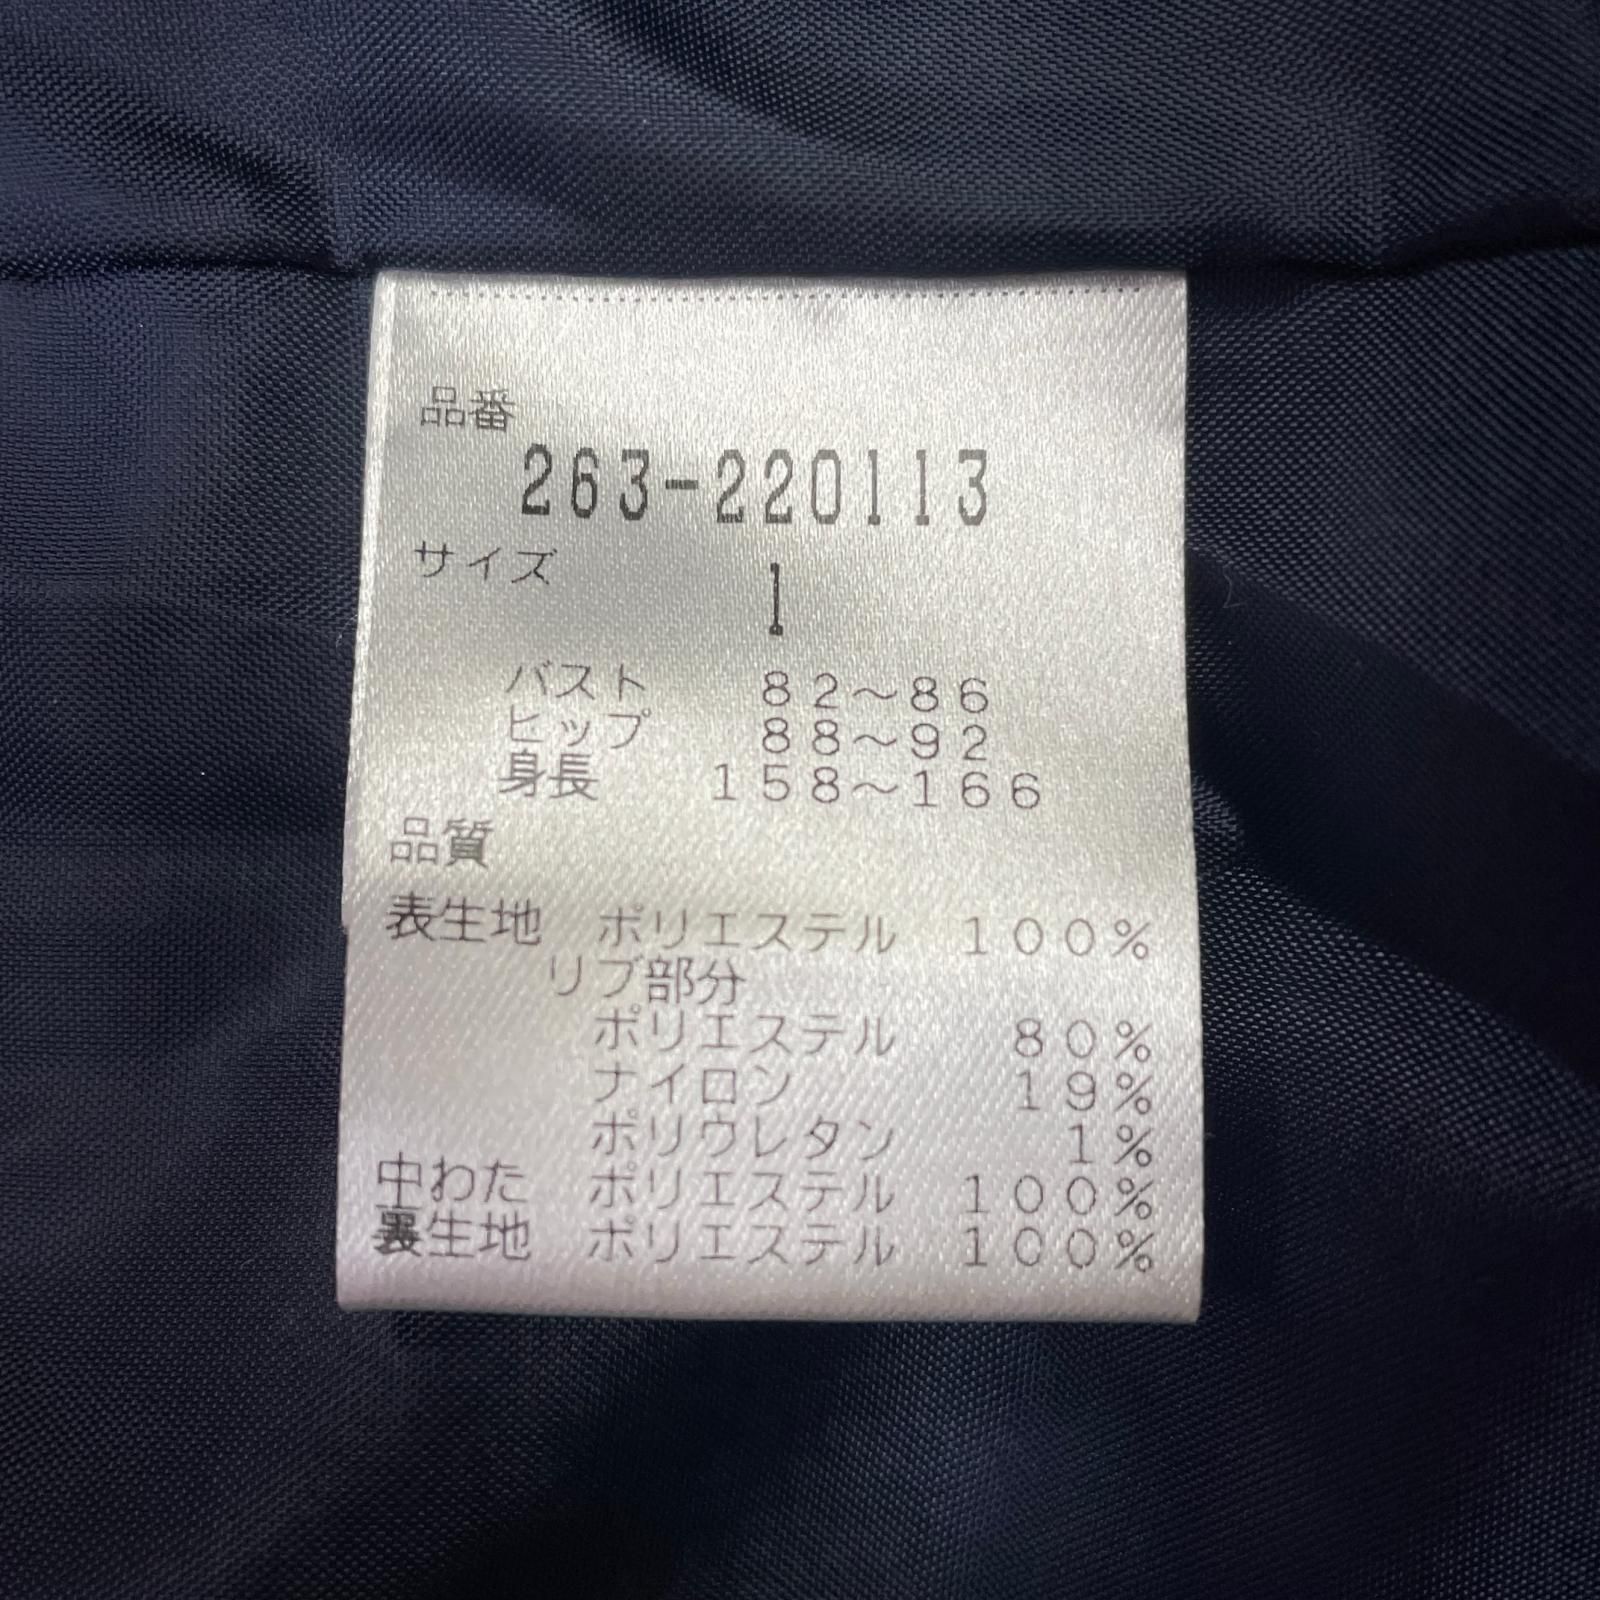 品番
263-220113
サイズ 1
バスト 82～86
ヒップ 88～92
身長 158～166
品質
表生地 ポリエステル 100%
リブ部分
ポリエステル 80%
ナイロン 19%
ポリウレタン 1%
中わた ポリエステル 100%
裏生地 ポリエステル 100%